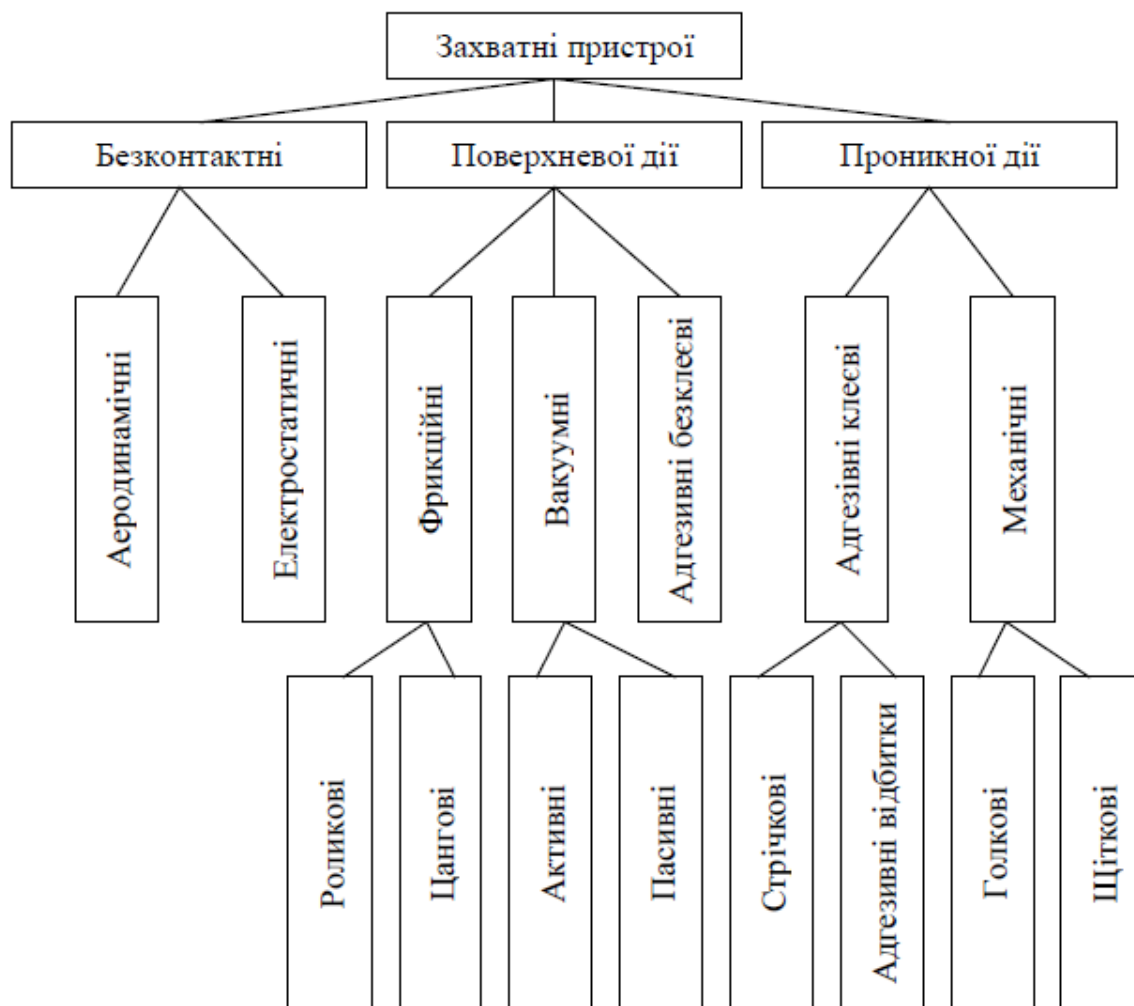 Захватні пристрої
Безконтактні
Поверхневої дії
Проникної дії
Аеродинамічні
Електростатичні
Фрикційні
Вакуумні
Адгезивні безклеєві
Адгезівні клеєві
Механічні
Роликові
Цангові
Активні
Пасивні
Стрічкові
Адгезивні відбитки
Голкові
Щіткові